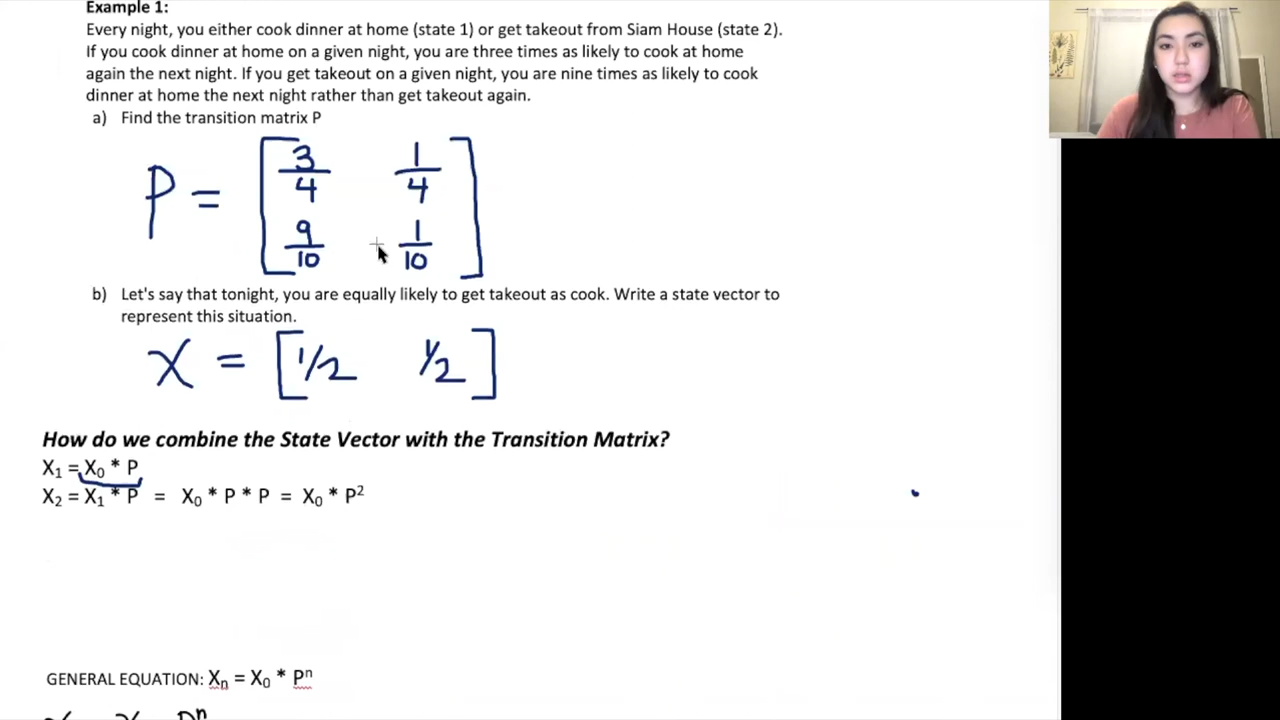 Example 1:
Every night, you either cook dinner at home (state 1) or get takeout from Siam House (state 2).
If you cook dinner at home on a given night, you are three times as likely to cook at home
again the next night. If you get takeout on a given night, you are nine times as likely to cook
dinner at home the next night rather than get takeout again.
a) Find the transition matrix P
P = [ 3/4 1/4
9/10 1/10 ]
b) Let's say that tonight, you are equally likely to get takeout as cook. Write a state vector to
represent this situation.
X = [ 1/2 1/2 ]
How do we combine the State Vector with the Transition Matrix?
X₁ = X₀ * P
X₂ = X₁ * P = X₀ * P * P = X₀ * P²
GENERAL EQUATION: Xₙ = X₀ * Pⁿ